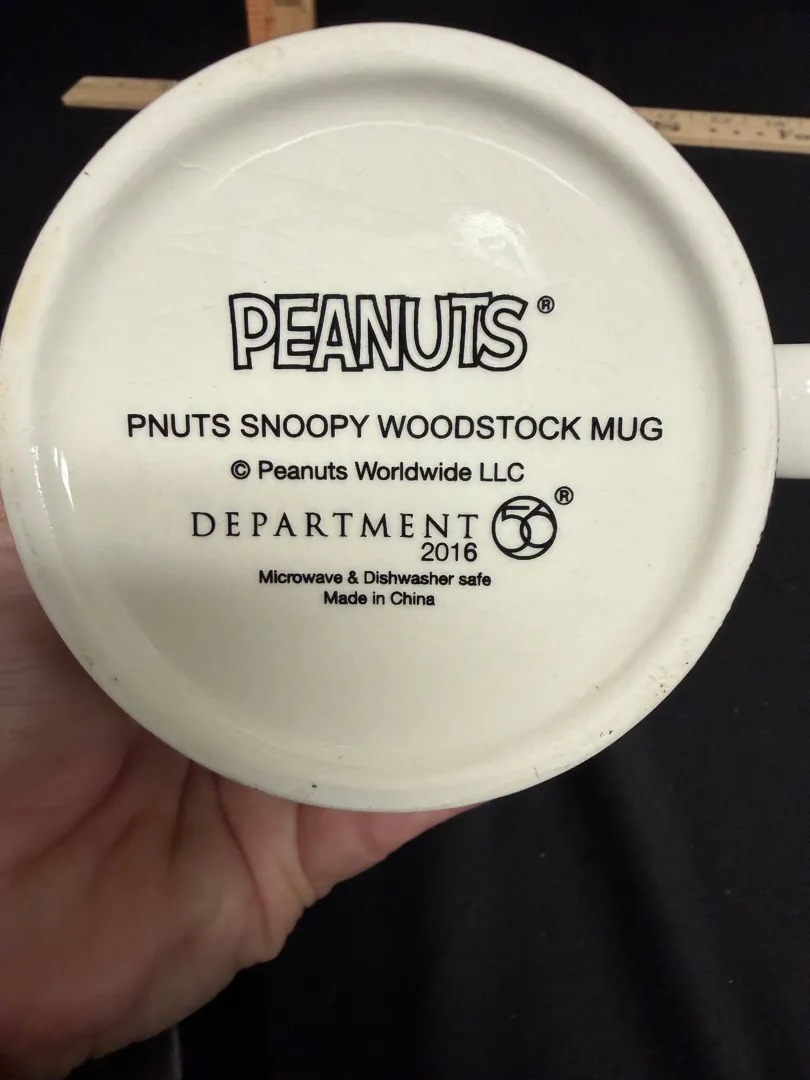 PEANUTS®
PNUTS SNOOPY WOODSTOCK MUG
© Peanuts Worldwide LLC
DEPARTMENT 56®
2016
Microwave & Dishwasher safe
Made in China